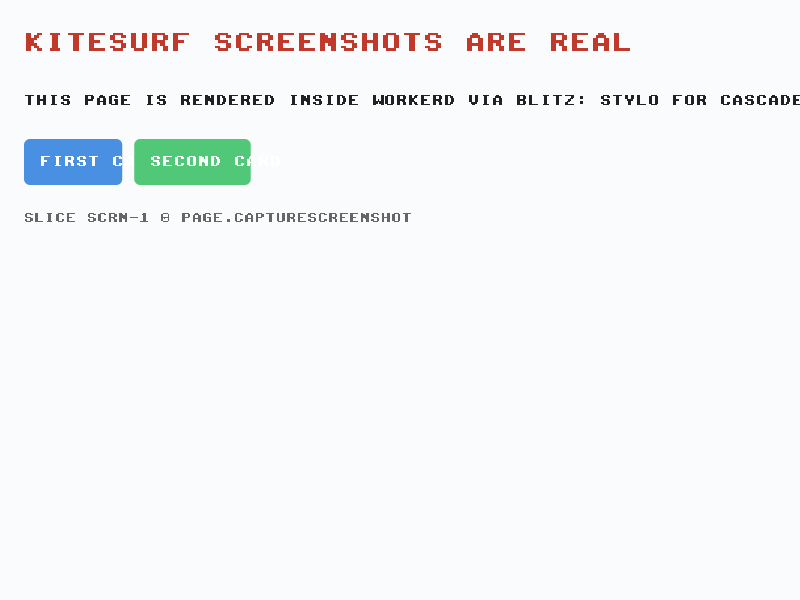 KITESURF SCREENSHOTS ARE REAL
THIS PAGE IS RENDERED INSIDE WORKERD VIA BLITZ: STYLO FOR CASCADE
FIRST C
SECOND CARD
SLICE SCRN-1 @ PAGE.CAPTURESCREENSHOT